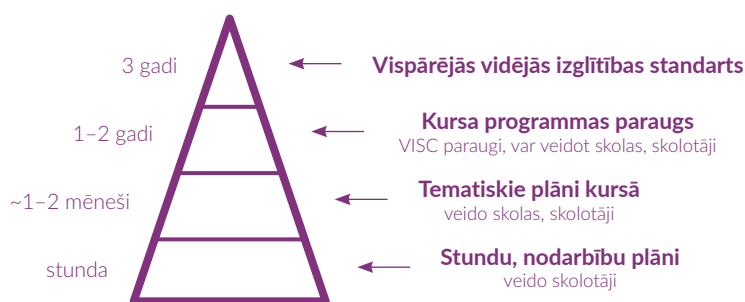 3 gadi
Vispārējās vidējās izglītības standarts
1–2 gadi
Kursa programmas paraugs
VISC paraugi, var veidot skolas, skolotāji
~1–2 mēneši
Tematiskie plāni kursā
veido skolas, skolotāji
stunda
Stundu, nodarbību plāni
veido skolotāji